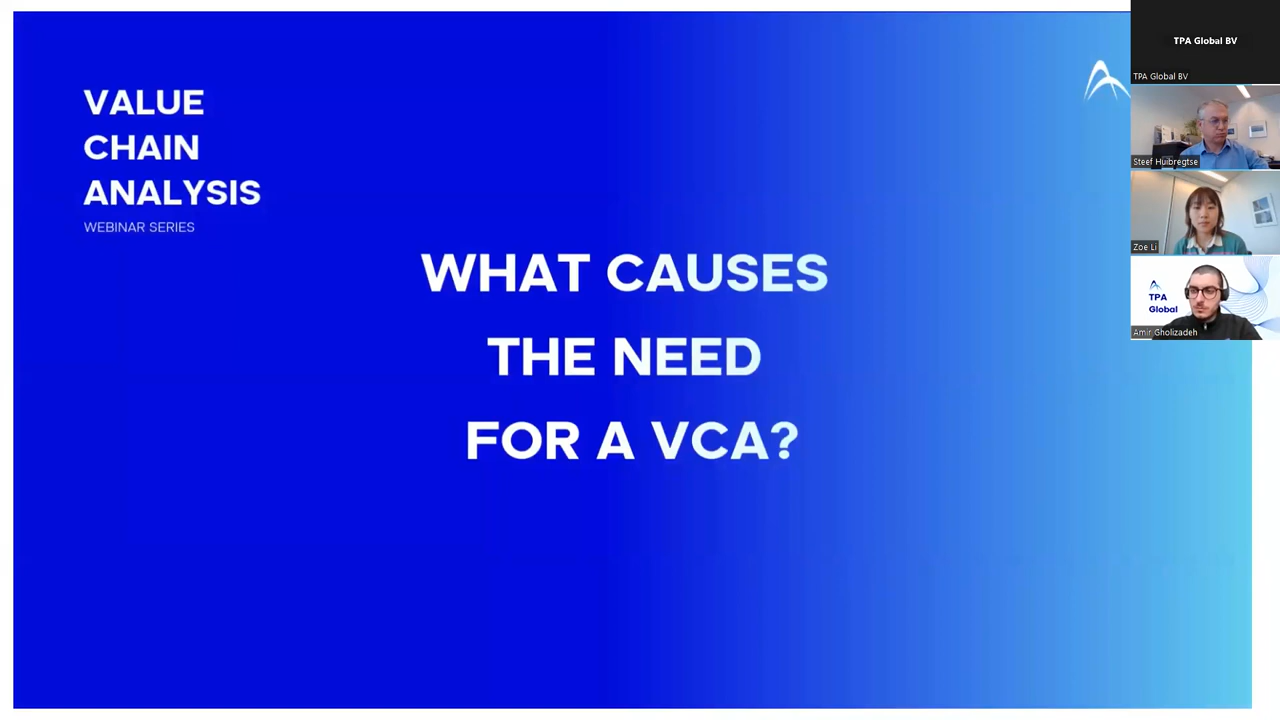 VALUE
CHAIN
ANALYSIS
WEBINAR SERIES
WHAT CAUSES
THE NEED
FOR A VCA?
TPA Global BV
TPA Global BV
Steef Huibregtse
Zoe Li
TPA
Global
Amir Gholizadeh